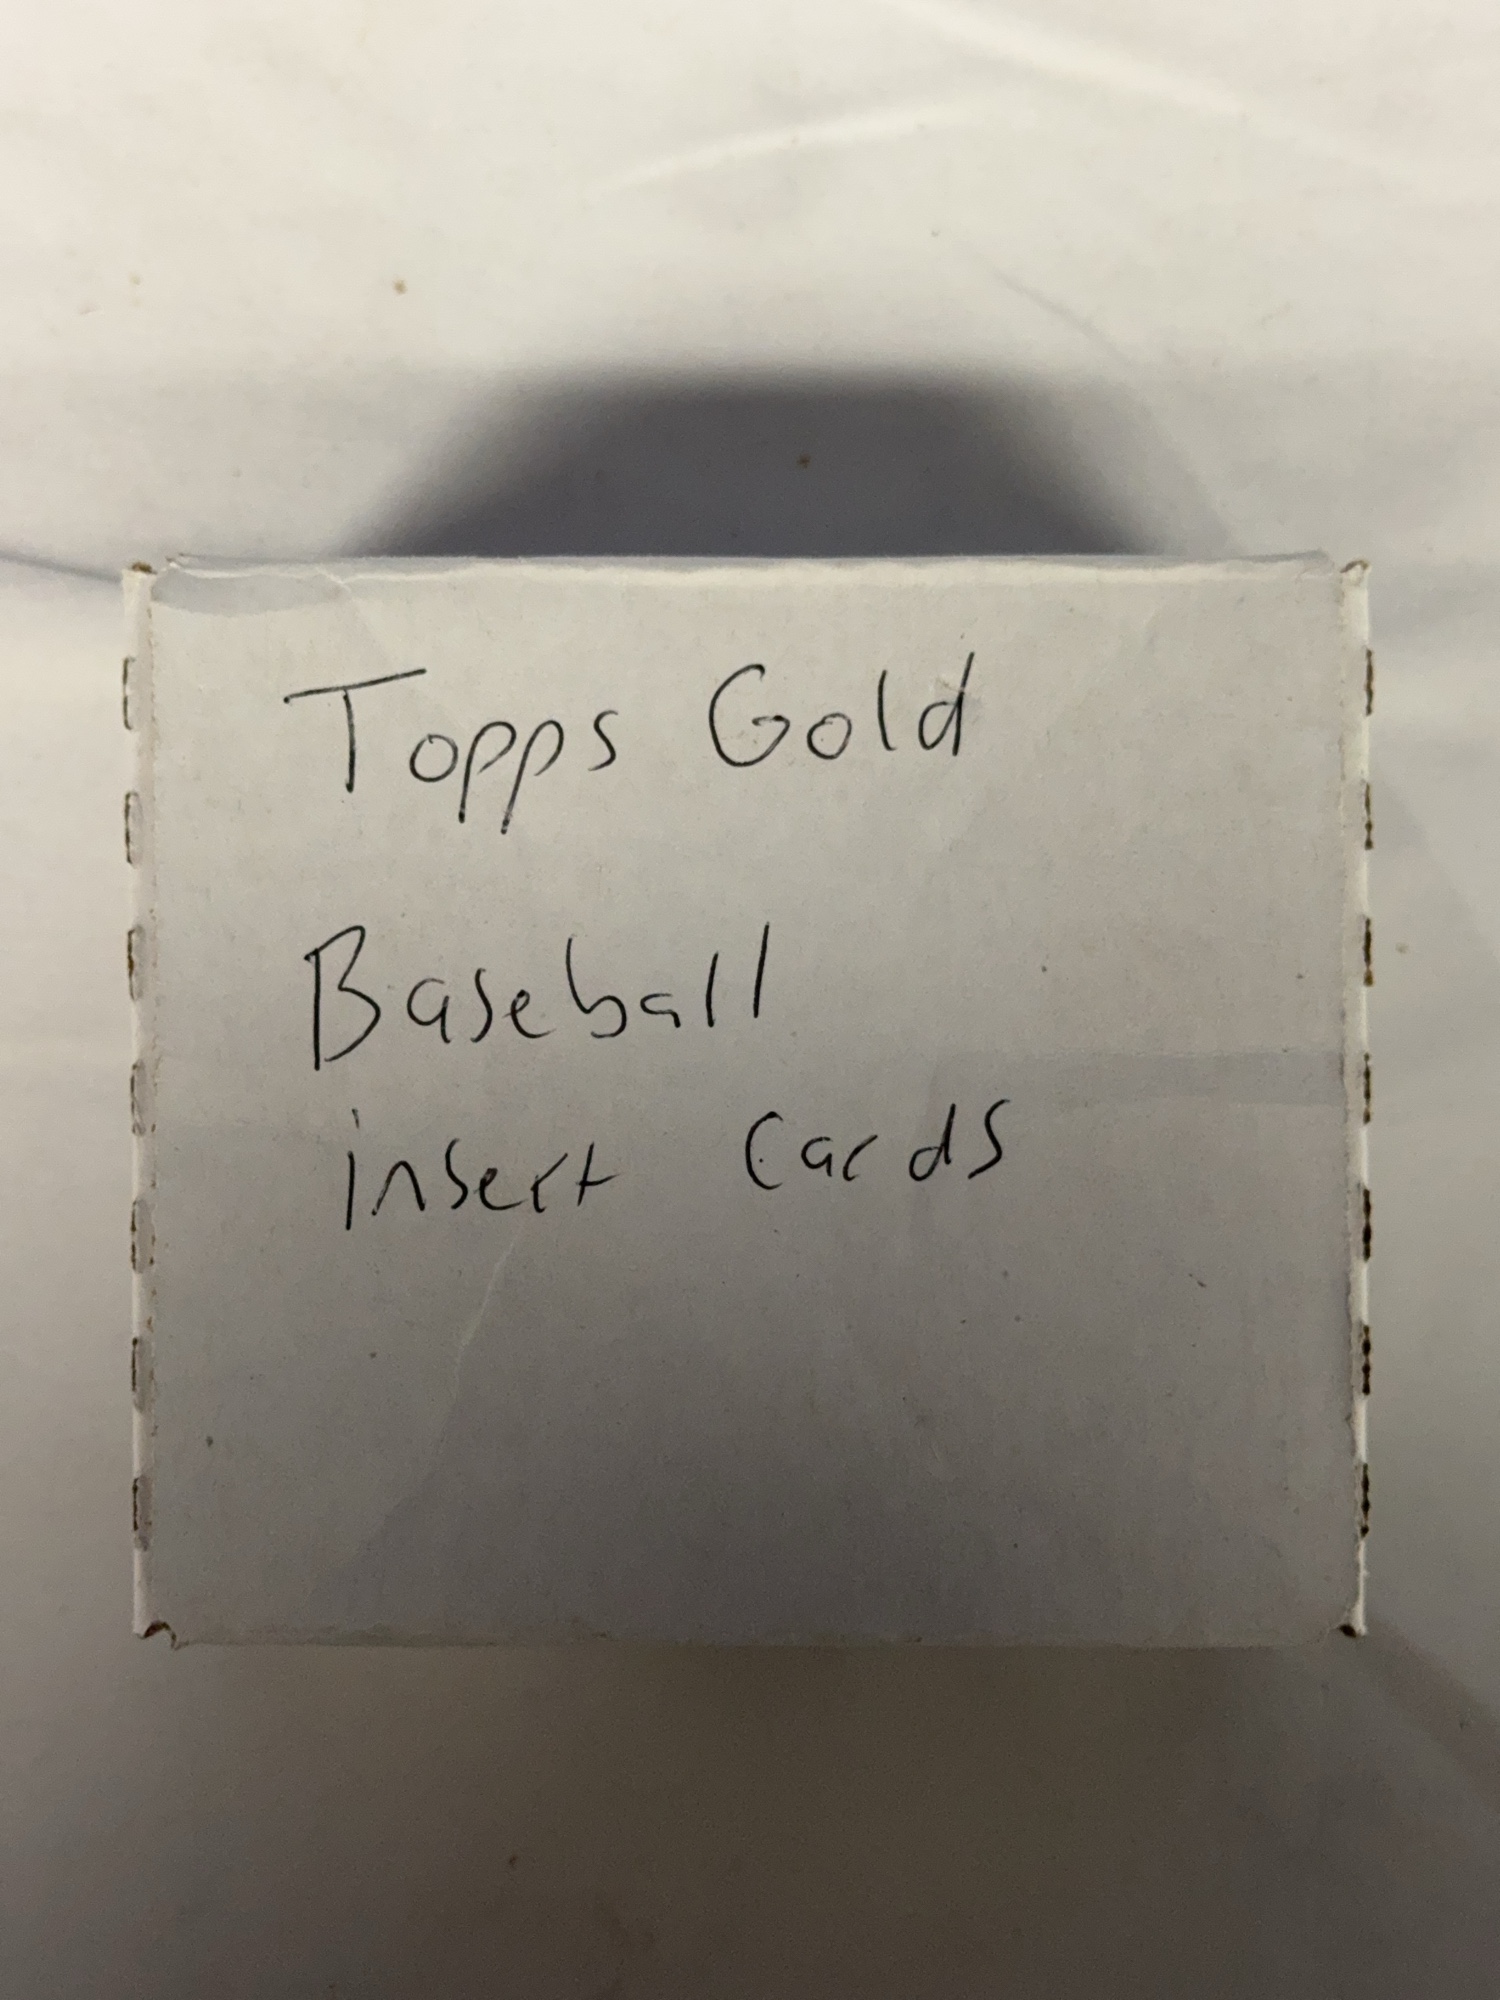 Topps Gold
Baseball
insert cards